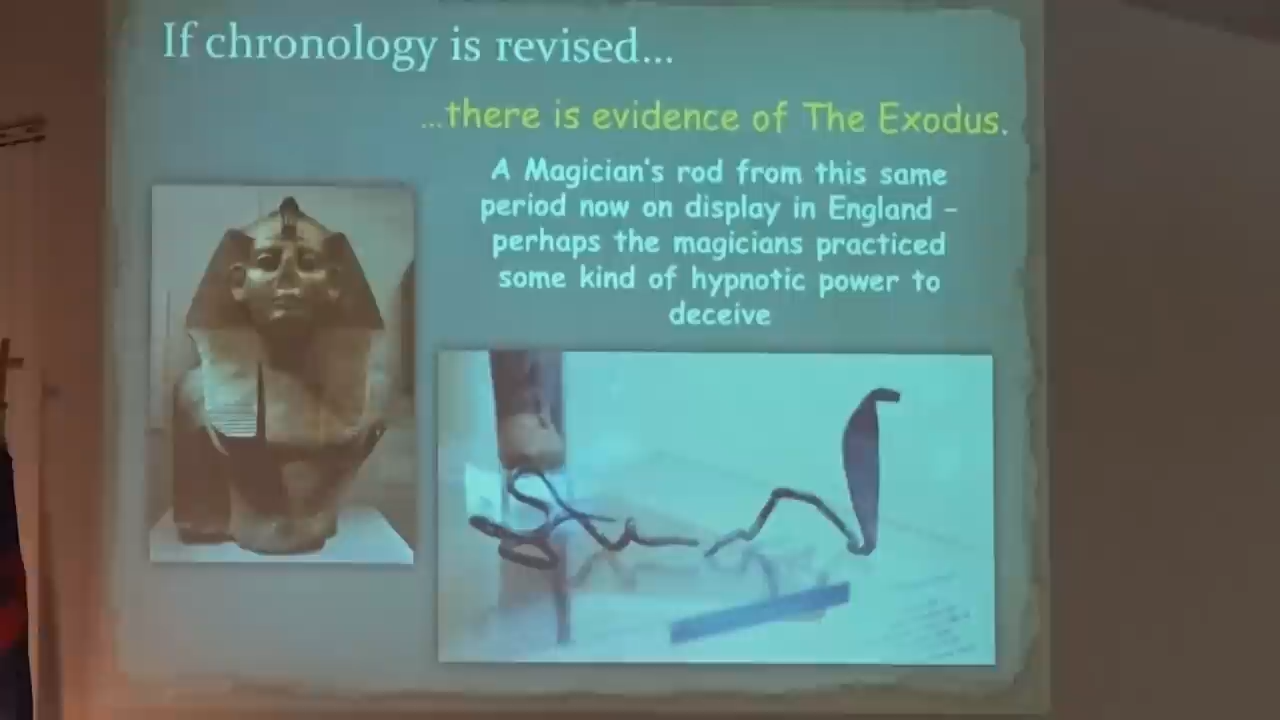 If chronology is revised...
...there is evidence of The Exodus.
A Magician's rod from this same
period now on display in England –
perhaps the magicians practiced
some kind of hypnotic power to
deceive